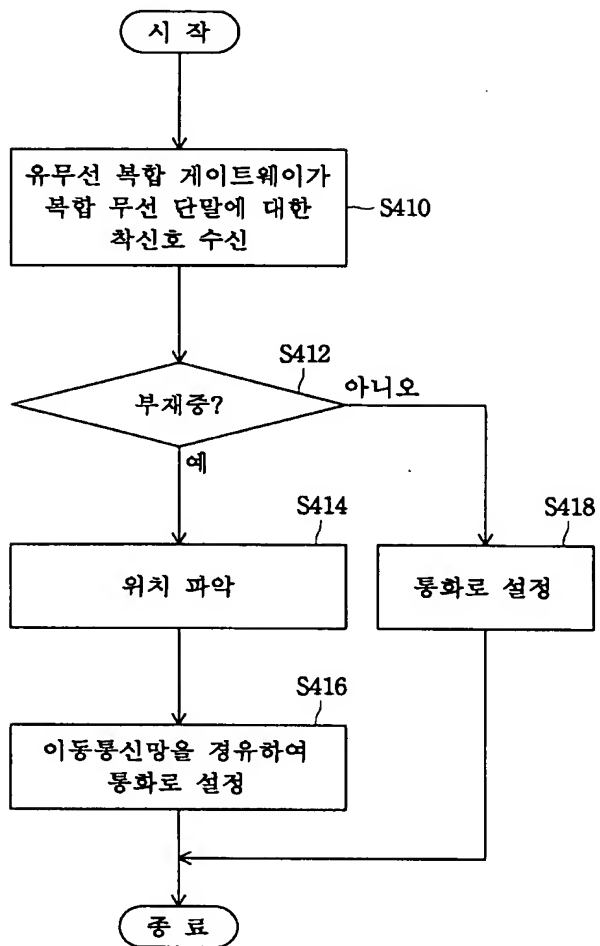 시 작
유무선 복합 게이트웨이가
복합 무선 단말에 대한
착신호 수신
S410
S412
부재중?
아니오
예
S414
위치 파악
S418
통화로 설정
S416
이동통신망을 경유하여
통화로 설정
종 료